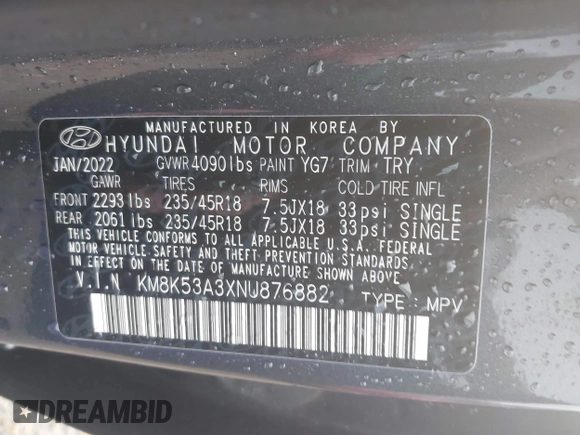 MANUFACTURED IN KOREA BY
HYUNDAI MOTOR COMPANY
JAN/2022 GVWR 4090lbs PAINT YG7 TRIM TRY
GAWR TIRES RIMS COLD TIRE INFL
FRONT 2293lbs 235/45R18 7.5JX18 33psi SINGLE
REAR 2061lbs 235/45R18 7.5JX18 33psi SINGLE
THIS VEHICLE CONFORMS TO ALL APPLICABLE U.S.A. FEDERAL
MOTOR VEHICLE SAFETY, BUMPER, AND THEFT PREVENTION
STANDARDS IN EFFECT ON THE DATE OF MANUFACTURE
SHOWN ABOVE.
V.I.N KM8K53A3XNU876882 TYPE: MPV
DREAMBID